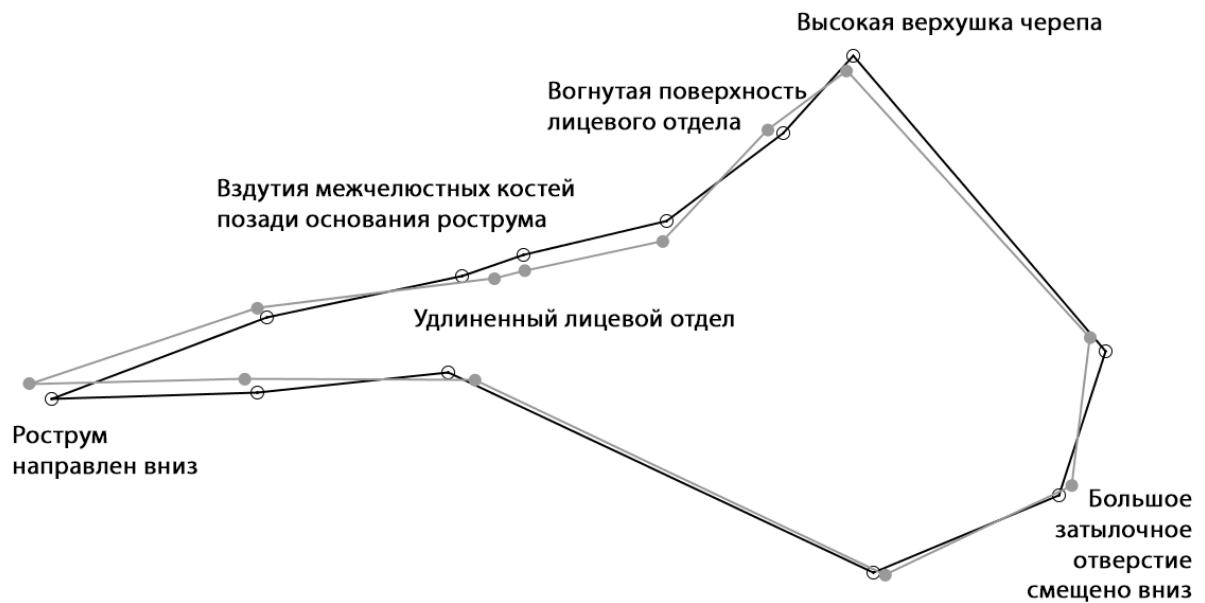 Высокая верхушка черепа
Вогнутая поверхность
лицевого отдела
Вздутия межчелюстных костей
позади основания рострума
Удлиненный лицевой отдел
Рострум
направлен вниз
Большое
затылочное
отверстие
смещено вниз